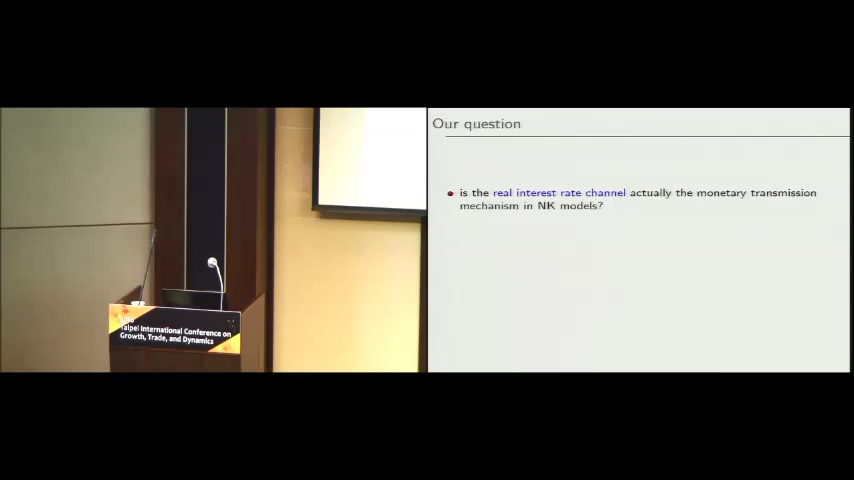 Taipei International Conference on
Growth, Trade, and Dynamics
Our question
is the real interest rate channel actually the monetary transmission
mechanism in NK models?